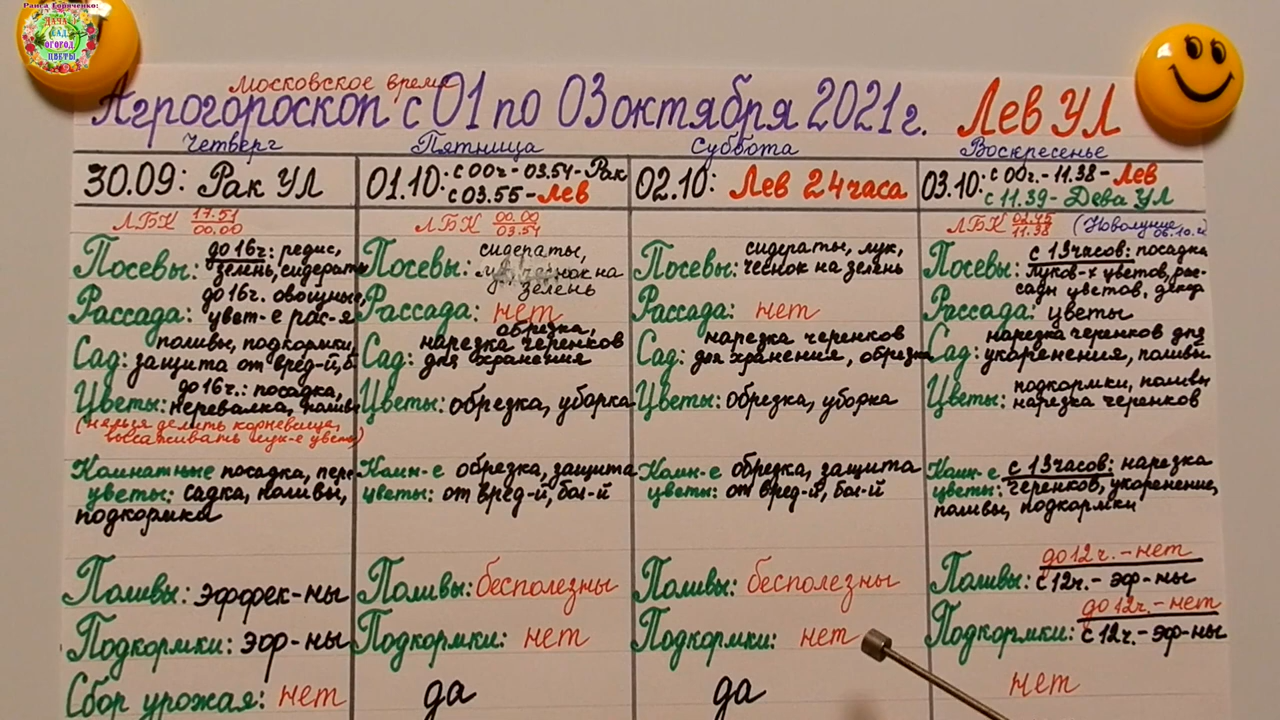 Раиса Горяченко:
ДАЧА
САД
ОГОРОД
ЦВЕТЫ
Московское время
Агрогороскоп с 01 по 03 октября 2021г. Лев УЛ
Четверг
30.09: Рак УЛ
ЛБК 17.51
00.00
Посевы: до 16ч: редис,
зелень, сидераты
Рассада: до 16ч. овощные,
цвет-е рас-я
Сад: поливы, подкормки,
защита от вред-й, б
Цветы: до 16ч.: посадка,
перевалка, поливы
(нельзя делить корневища,
высаживать лук-е цветы)
Комнатные посадка, пере
цветы: садка, поливы,
подкормка
Поливы: эффек-ны
Подкормки: эф-ны
Сбор урожая: нет
Пятница
01.10: с 00ч - 03.54 - Рак
с 03.55 - Лев
ЛБК 00.00
03.54
Посевы: сидераты,
лук, чеснок на
зелень
Рассада: нет
Сад: обрезка,
нарезка черенков
для хранения
Цветы: обрезка, уборка
Комн-е обрезка, защита
цветы: от вред-й, бол-й
Поливы: бесполезны
Подкормки: нет
да
Суббота
02.10: Лев 24 часа
Посевы: сидераты, лук,
чеснок на зелень
Рассада: нет
Сад: нарезка черенков
для хранения, обрезка
Цветы: обрезка, уборка
Комн-е обрезка, защита
цветы: от вред-й, бол-й
Поливы: бесполезны
Подкормки: нет
да
Воскресенье
03.10: с 00ч. - 11.38 - Лев
с 11.39 - Дева УЛ
ЛБК 02.45
11.38
(Новолуние
06.10.
Посевы: с 13 часов: посадка
луков-х цветов, рас-
сады цветов, декор
Рассада: цветы
Сад: нарезка черенков для
укоренения, поливы
Цветы: подкормки, поливы
нарезка черенков
Комн-е с 13 часов: нарезка
цветы: черенков, укоренение,
поливы, подкормки
Поливы: до 12 ч. - нет
с 12ч. - эф-ны
Подкормки: до 12ч. - нет
с 12ч. - эф-ны
нет